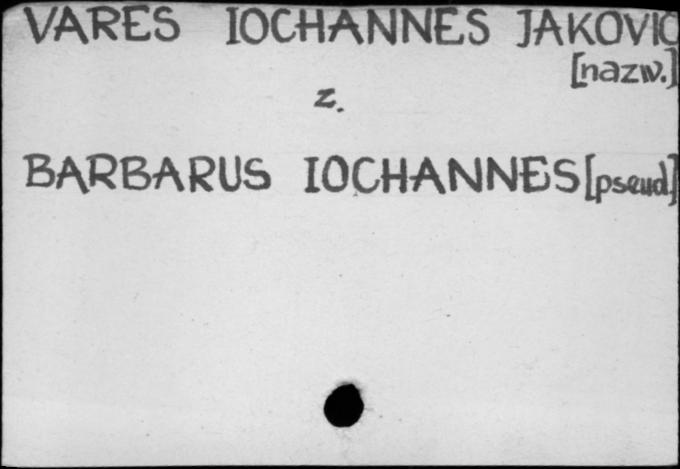 VARES IOCHANNES JAKOVIC
[nazw.]
z.
BARBARUS IOCHANNES [pseud.]